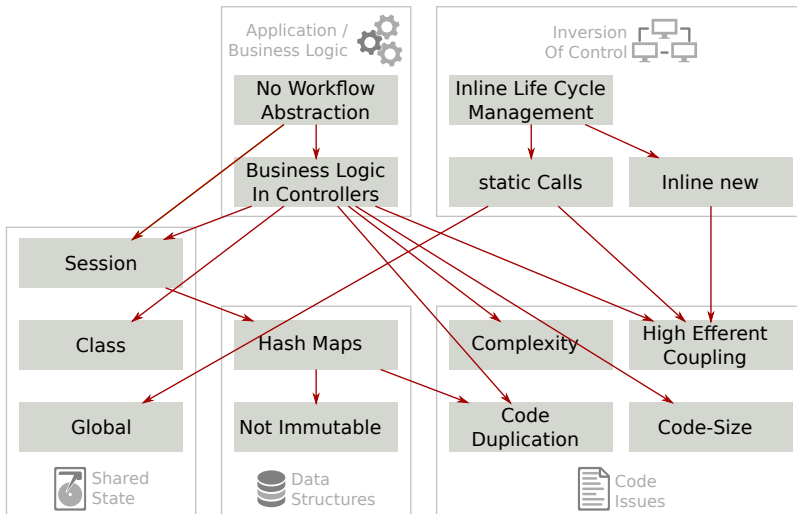 Application /
Business Logic
Inversion
Of Control
No Workflow
Abstraction
Inline Life Cycle
Management
Business Logic
In Controllers
static Calls
Inline new
Session
Class
Hash Maps
Complexity
High Efferent
Coupling
Global
Not Immutable
Code
Duplication
Code-Size
Shared
State
Data
Structures
Code
Issues